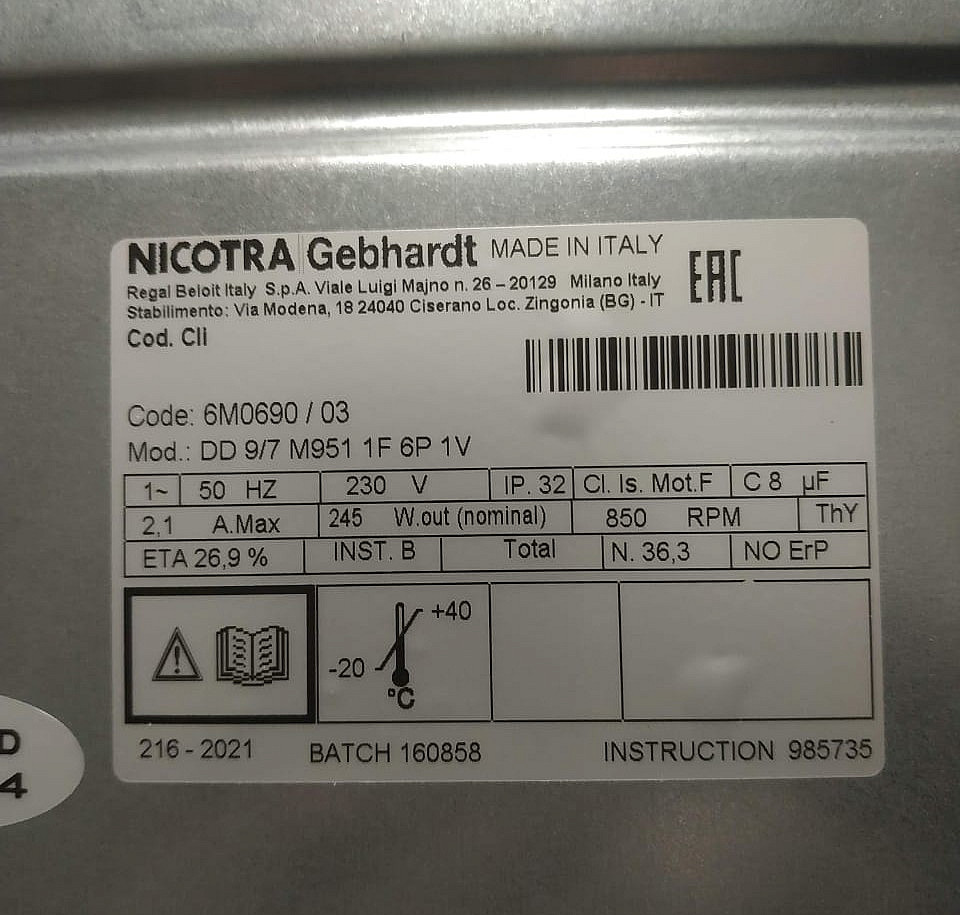 NICOTRA Gebhardt MADE IN ITALY EAC
Regal Beloit Italy S.p.A. Viale Luigi Majno n. 26 – 20129 Milano Italy
Stabilimento: Via Modena, 18 24040 Ciserano Loc. Zingonia (BG) - IT
Cod. Cli
Code: 6M0690 / 03
Mod.: DD 9/7 M951 1F 6P 1V
1~ 50 HZ 230 V IP. 32 Cl. Is. Mot.F C 8 µF
2,1 A.Max 245 W.out (nominal) 850 RPM ThY
ETA 26,9 % INST. B Total N. 36,3 NO ErP
+40
-20
°C
D
4
216 - 2021 BATCH 160858 INSTRUCTION 985735